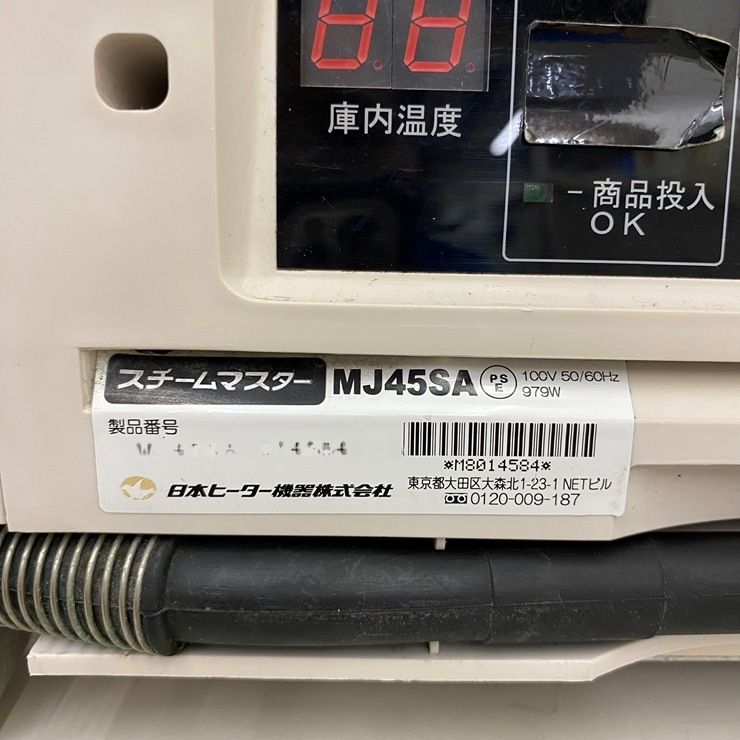 88
庫内温度
-商品投入
OK
スチームマスター MJ45SA PSE 100V 50/60Hz
979W
製品番号
*M8014584*
日本ヒーター機器株式会社 東京都大田区大森北1-23-1 NETビル
0120-009-187